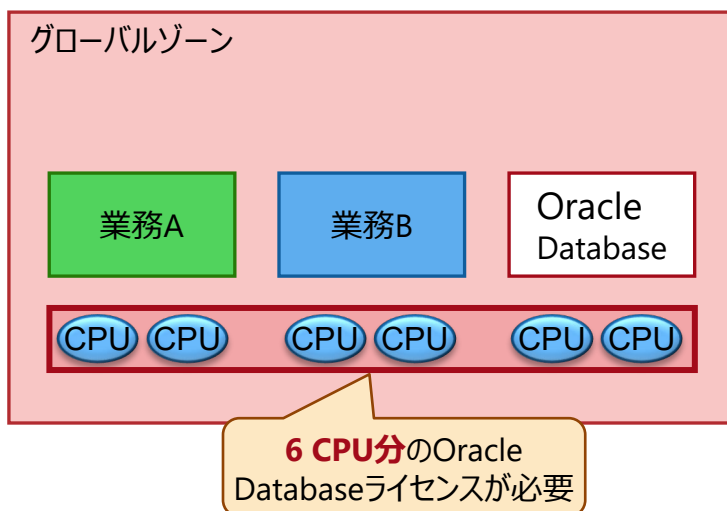 グローバルゾーン
業務A
業務B
Oracle
Database
CPU CPU CPU CPU CPU CPU
6 CPU分のOracle
Databaseライセンスが必要